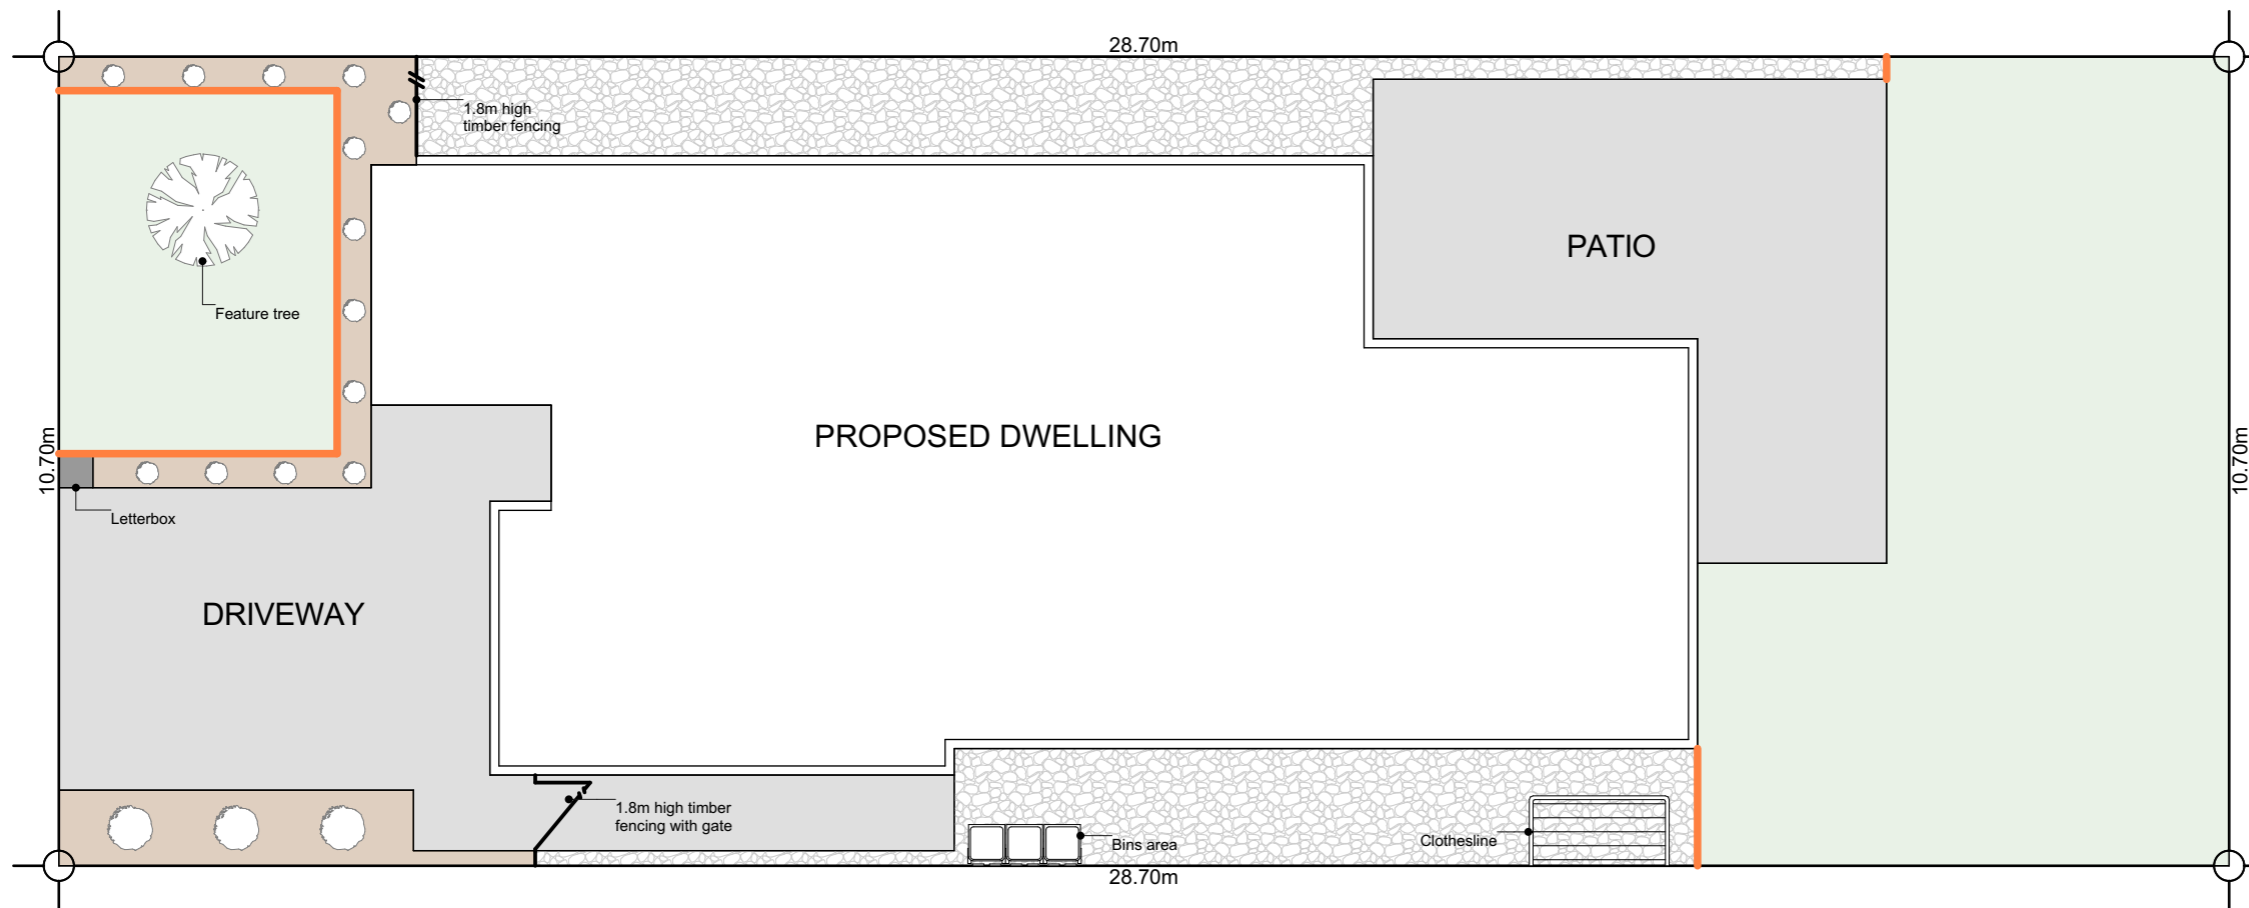 28.70m
1.8m high
timber fencing
PATIO
Feature tree
PROPOSED DWELLING
10.70m
10.70m
Letterbox
DRIVEWAY
1.8m high timber
fencing with gate
Bins area
Clothesline
28.70m